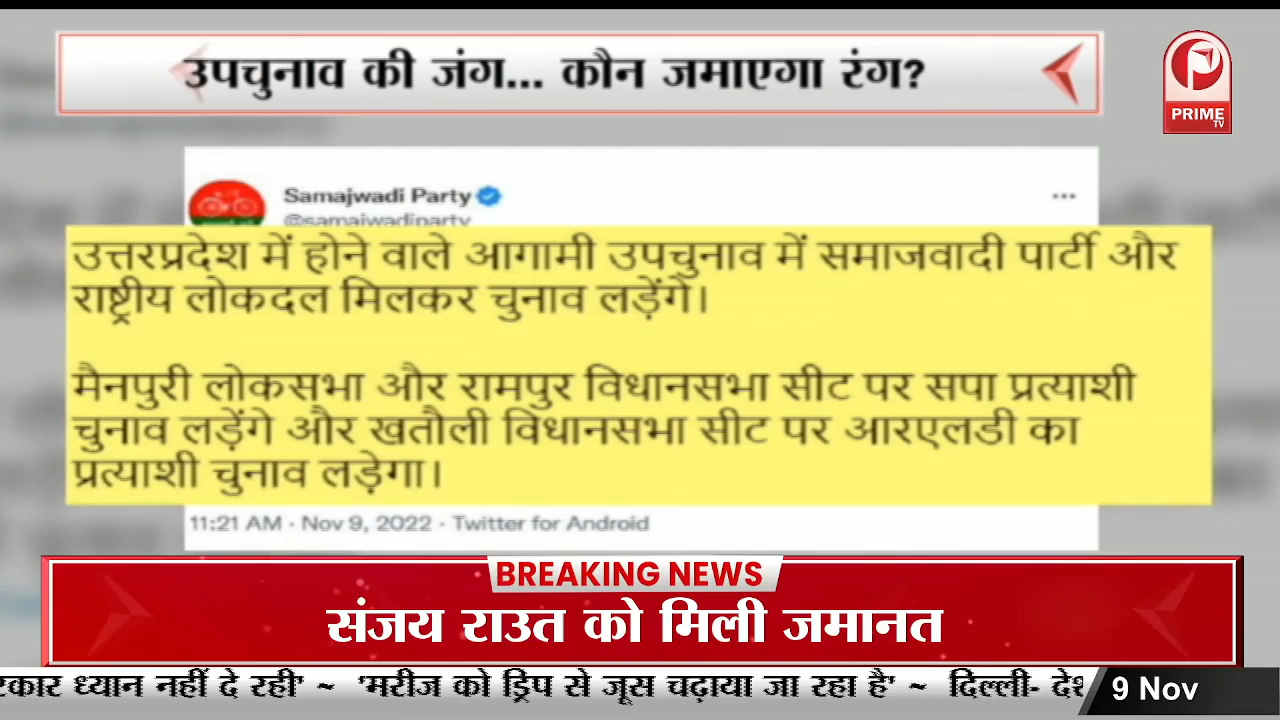 उपचुनाव की जंग... कौन जमाएगा रंग?
PRIME
TV
Samajwadi Party
@samajwadiparty
उत्तरप्रदेश में होने वाले आगामी उपचुनाव में समाजवादी पार्टी और
राष्ट्रीय लोकदल मिलकर चुनाव लड़ेंगे।
मैनपुरी लोकसभा और रामपुर विधानसभा सीट पर सपा प्रत्याशी
चुनाव लड़ेंगे और खतौली विधानसभा सीट पर आरएलडी का
प्रत्याशी चुनाव लड़ेगा।
11:21 AM · Nov 9, 2022 · Twitter for Android
BREAKING NEWS
संजय राउत को मिली जमानत
ध्यान नहीं दे रही' ~ 'मरीज को ड्रिप से जूस चढ़ाया जा रहा है' ~ दिल्ली-
9 Nov